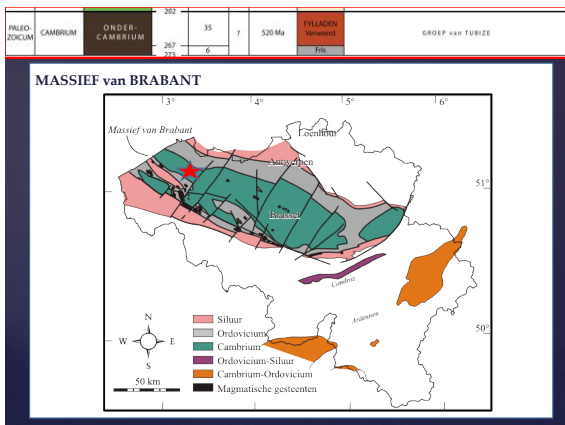 202
PALEO-
ZOICUM
CAMBRIUM
ONDER-
CAMBRIUM
35
?
520 Ma
FYLLADEN
Verweerd
GROEP van TUBIZE
267
6
Fris
273
MASSIEF van BRABANT
3° 4° 5° 6°
Massief van Brabant
Loenhout
Antwerpen
51°
Brussel
Condroz
Ardennen
50°
N
W E
S
50 km
Siluur
Ordovicium
Cambrium
Ordovicium-Siluur
Cambrium-Ordovicium
Magmatische gesteenten